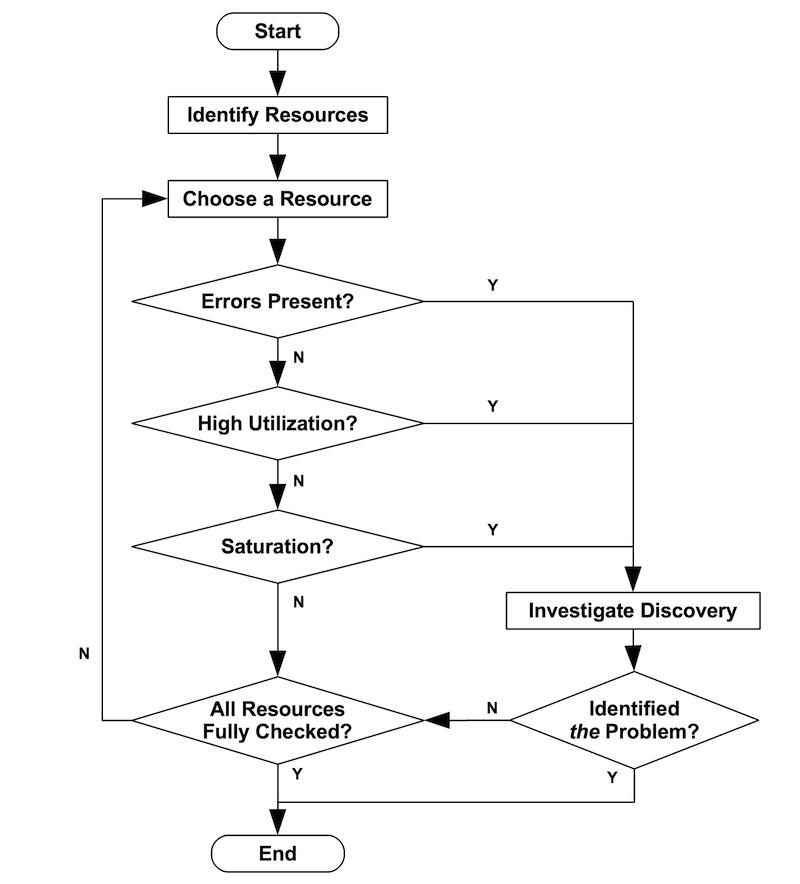 Start
Identify Resources
Choose a Resource
Errors Present?
Y
N
High Utilization?
Y
N
Saturation?
Y
N
Investigate Discovery
N
All Resources
Fully Checked?
N
Identified
the Problem?
Y
Y
End